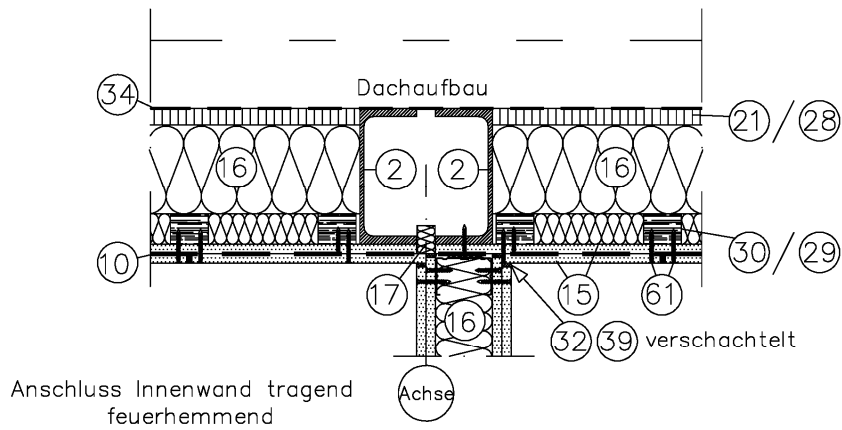 Dachaufbau
34
21 / 28
16
2
2
16
10
30 / 29
17
15
61
16
32 39 verschachtelt
Achse
Anschluss Innenwand tragend
feuerhemmend